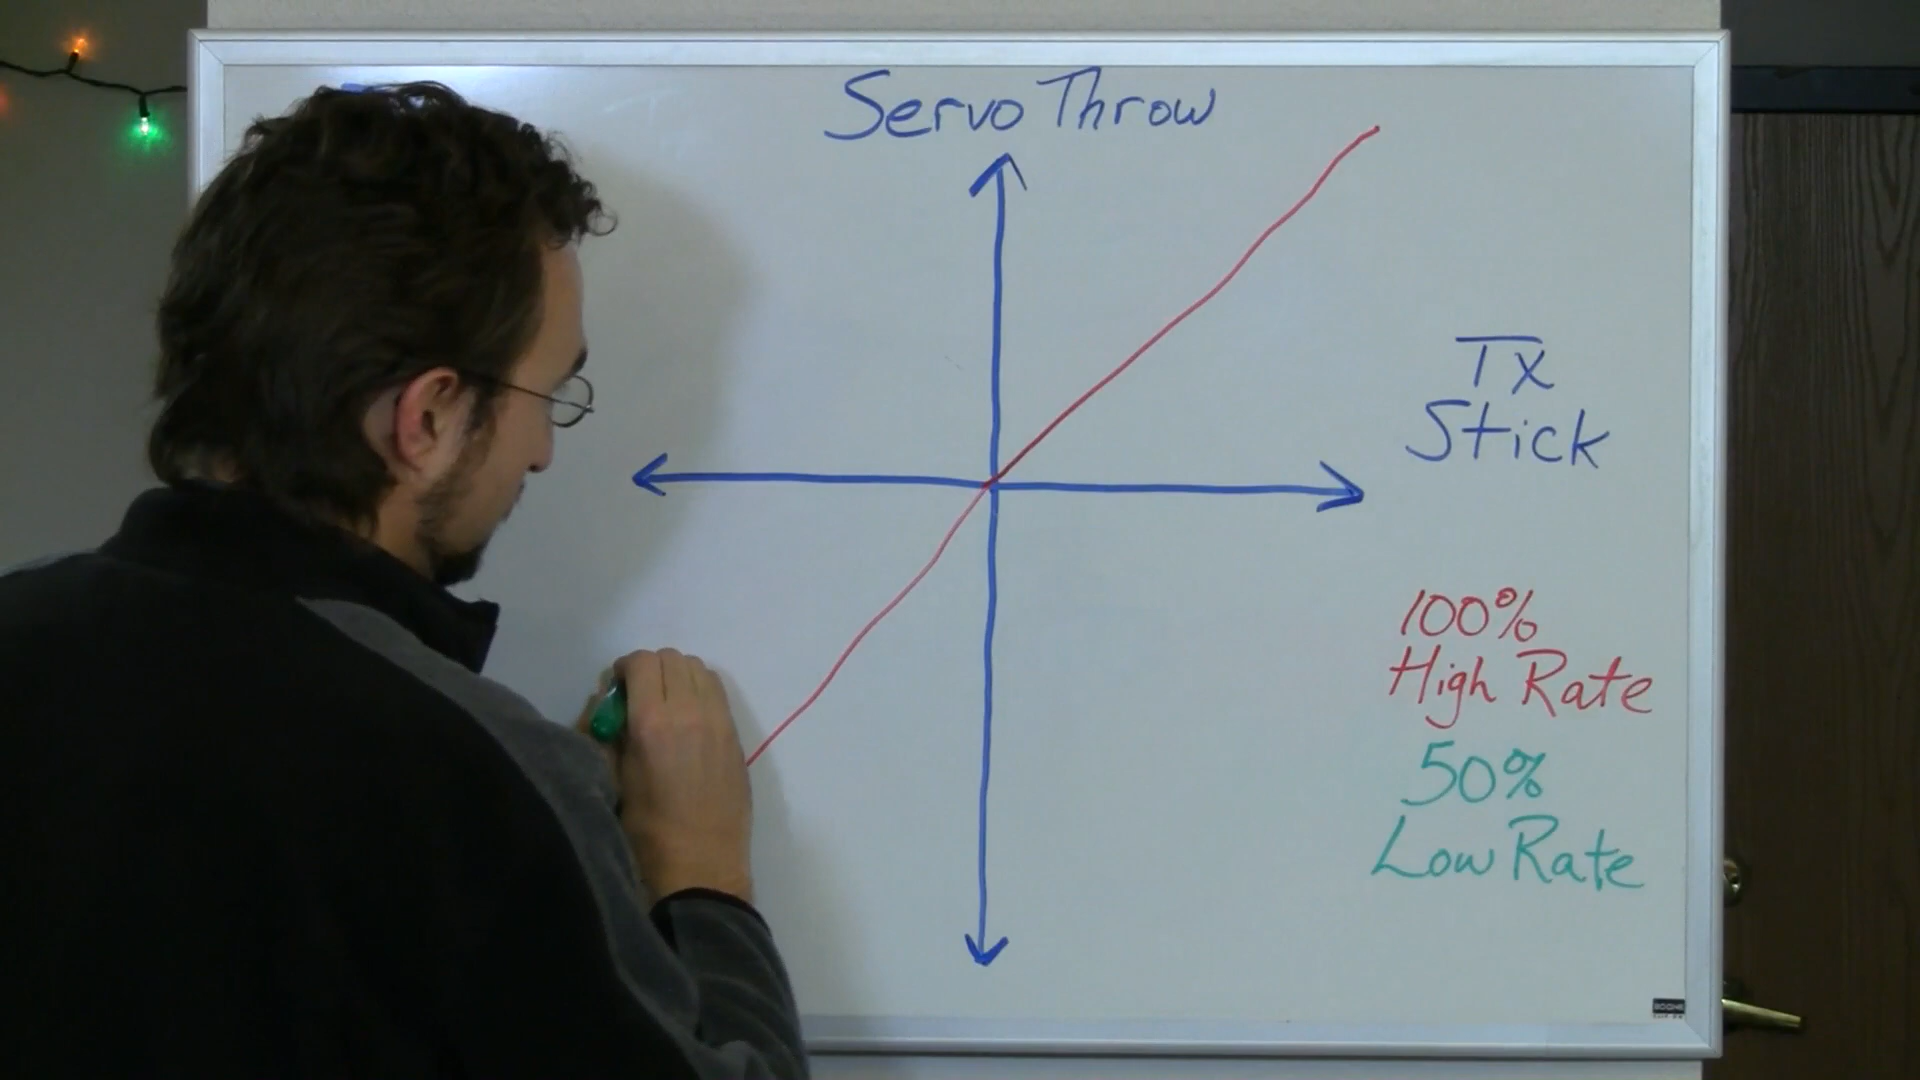 Servo Throw
Tx
Stick
100%
High Rate
50%
Low Rate